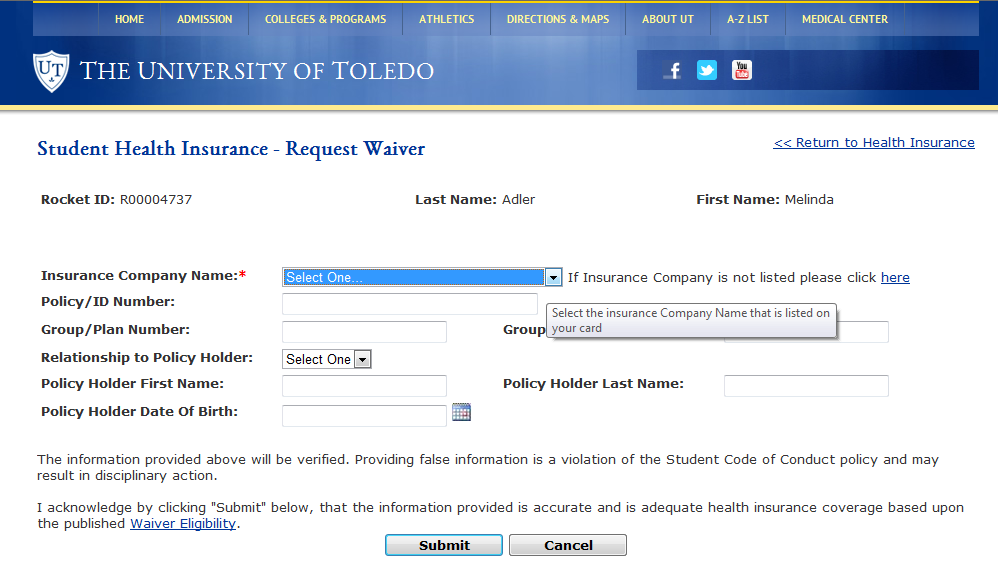 HOME ADMISSION COLLEGES & PROGRAMS ATHLETICS DIRECTIONS & MAPS ABOUT UT A-Z LIST MEDICAL CENTER
UT THE UNIVERSITY OF TOLEDO f You Tube
Student Health Insurance - Request Waiver
<< Return to Health Insurance
Rocket ID: R00004737 Last Name: Adler First Name: Melinda
Insurance Company Name:* Select One... If Insurance Company is not listed please click here
Policy/ID Number:
Select the insurance Company Name that is listed on
your card
Group/Plan Number: Group
Relationship to Policy Holder: Select One
Policy Holder First Name: Policy Holder Last Name:
Policy Holder Date Of Birth:
The information provided above will be verified. Providing false information is a violation of the Student Code of Conduct policy and may
result in disciplinary action.
I acknowledge by clicking "Submit" below, that the information provided is accurate and is adequate health insurance coverage based upon
the published Waiver Eligibility.
Submit Cancel